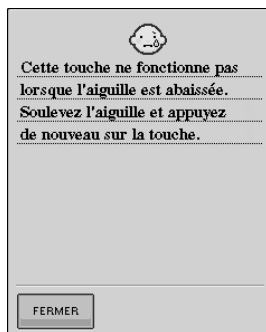 Cette touche ne fonctionne pas
lorsque l'aiguille est abaissée.
Soulevez l'aiguille et appuyez
de nouveau sur la touche.
FERMER